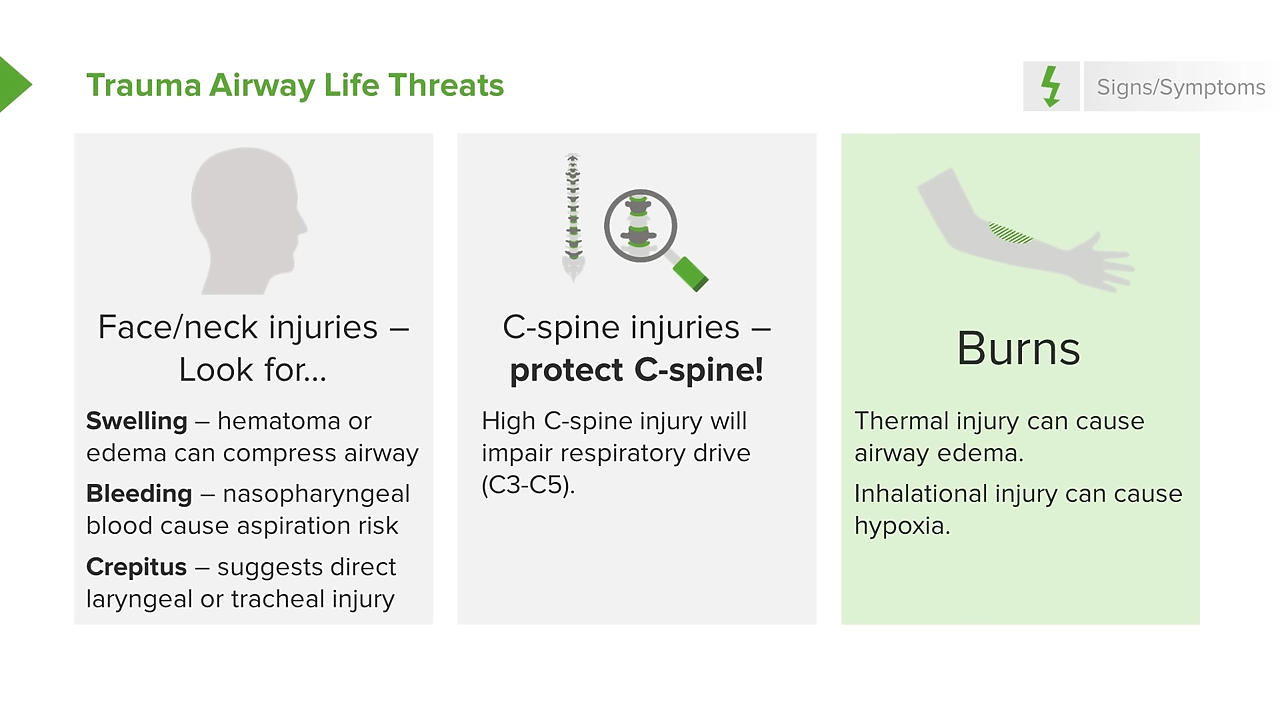 Trauma Airway Life Threats
Signs/Symptoms
Face/neck injuries –
Look for...
Swelling – hematoma or
edema can compress airway
Bleeding – nasopharyngeal
blood cause aspiration risk
Crepitus – suggests direct
laryngeal or tracheal injury
C-spine injuries –
protect C-spine!
High C-spine injury will
impair respiratory drive
(C3-C5).
Burns
Thermal injury can cause
airway edema.
Inhalational injury can cause
hypoxia.